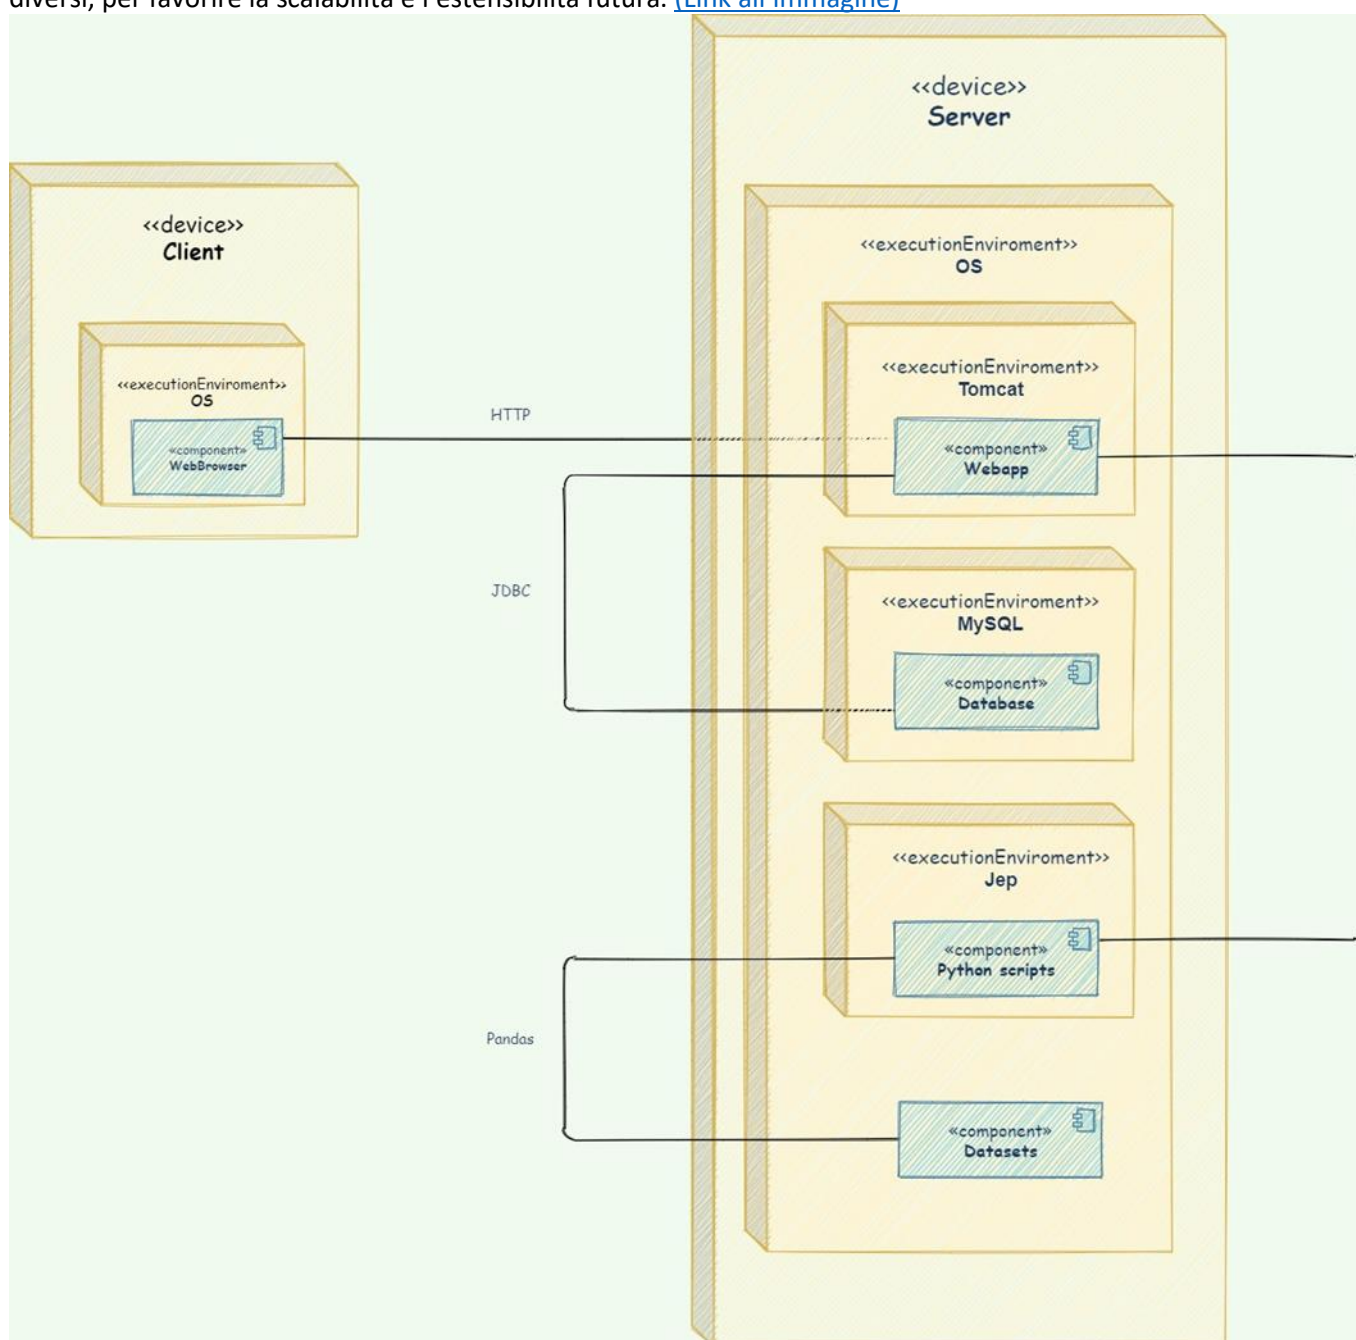 diversi, per favorire la scalabilità e l'estensibilità futura. (Link all'immagine)
<<device>>
Server
<<device>>
Client
<<executionEnviroment>>
OS
<<executionEnviroment>>
Tomcat
<<executionEnviroment>>
OS
HTTP
«component»
WebBrowser
«component»
Webapp
JDBC
<<executionEnviroment>>
MySQL
«component»
Database
<<executionEnviroment>>
Jep
«component»
Python scripts
Pandas
«component»
Datasets